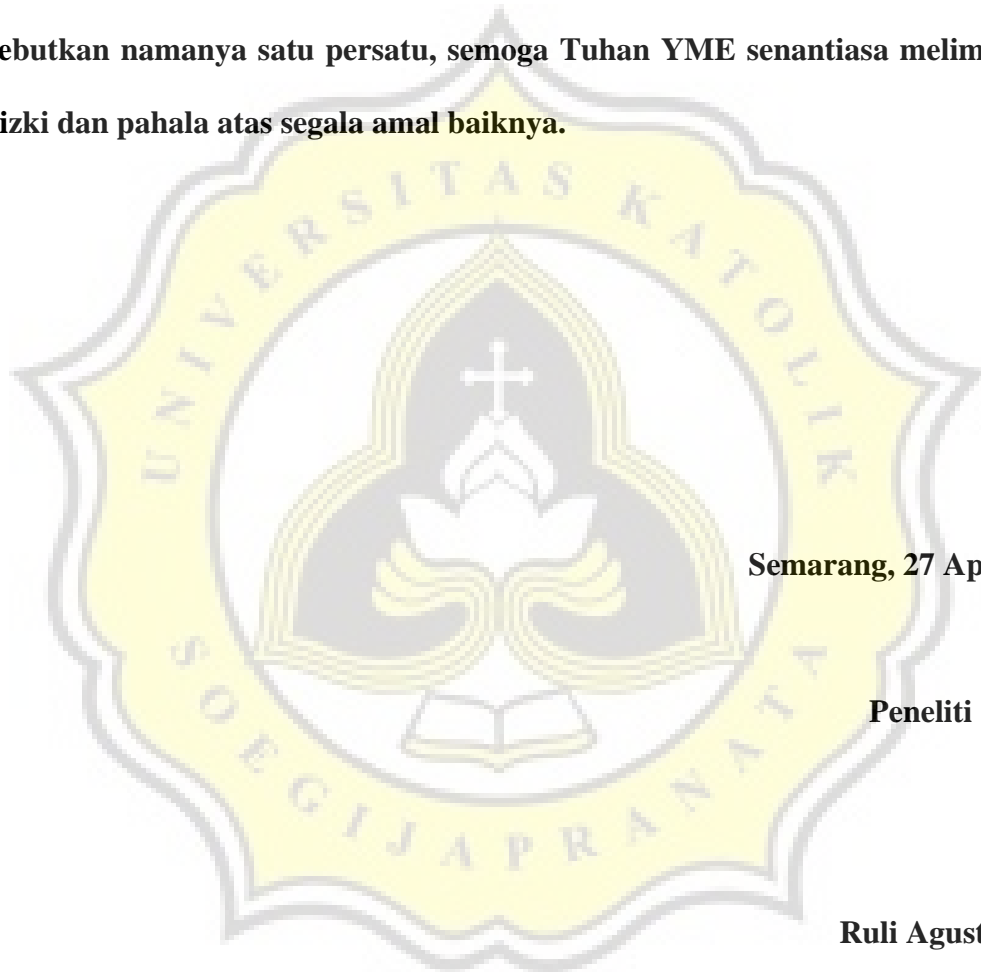 ebutkan namanya satu persatu, semoga Tuhan YME senantiasa melim
izki dan pahala atas segala amal baiknya.
UNIVERSITAS KATOLIK
Semarang, 27 Ap
Peneliti
SOEGIJAPRANATA
Ruli Agust